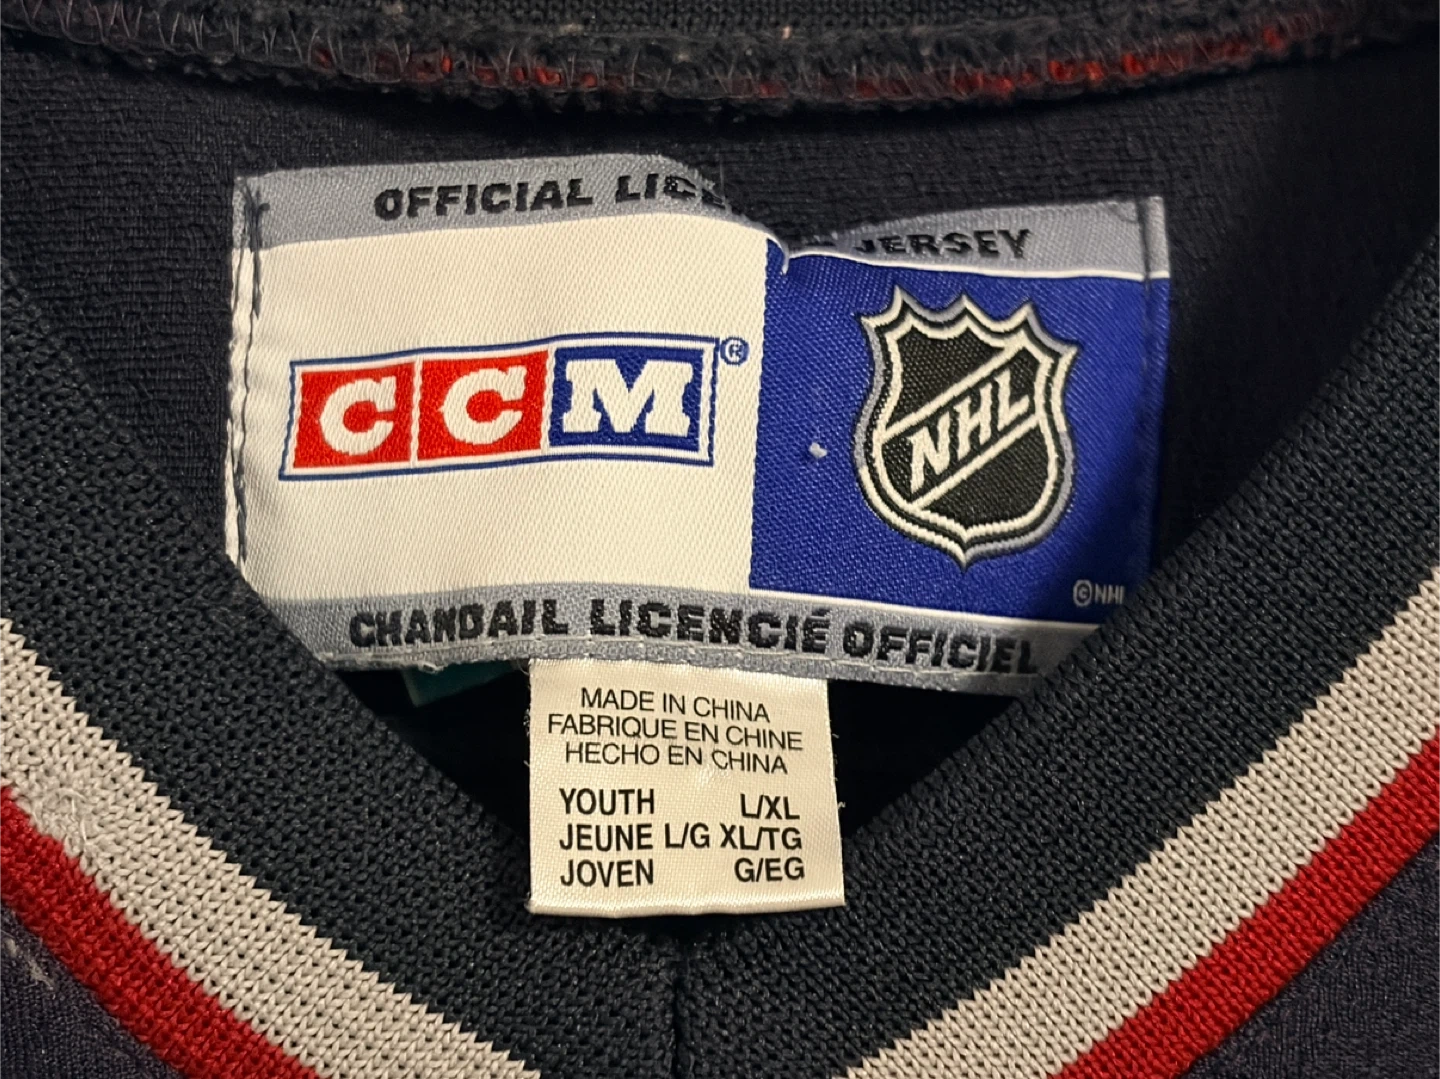 OFFICIAL LICE JERSEY
CCM®
NHL
©NHL
CHANDAIL LICENCIÉ OFFICIEL
MADE IN CHINA
FABRIQUE EN CHINE
HECHO EN CHINA
YOUTH L/XL
JEUNE L/G XL/TG
JOVEN G/EG